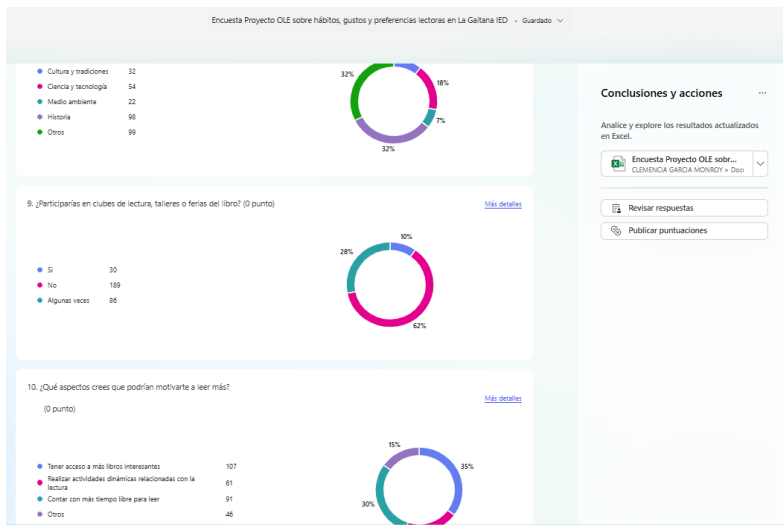 Encuesta Proyecto OLE sobre hábitos, gustos y preferencias lectoras en La Gaitana IED - Guardado
Cultura y tradiciones 32
Ciencia y tecnología 54
Medio ambiente 22
Historia 98
Otros 99
32%
18%
7%
32%
9. ¿Participarías en clubes de lectura, talleres o ferias del libro? (0 punto)
Más detalles
Si 30
No 189
Algunas veces 86
10%
28%
62%
10. ¿Qué aspectos crees que podrían motivarte a leer más?
(0 punto)
Más detalles
Tener acceso a más libros interesantes 107
Realizar actividades dinámicas relacionadas con la
lectura 61
Contar con más tiempo libre para leer 91
Otros 46
15%
35%
30%
Conclusiones y acciones ...
Analice y explore los resultados actualizados
en Excel.
Encuesta Proyecto OLE sobr...
CLEMENCIA GARCIA MONROY > Doci
Revisar respuestas
Publicar puntuaciones